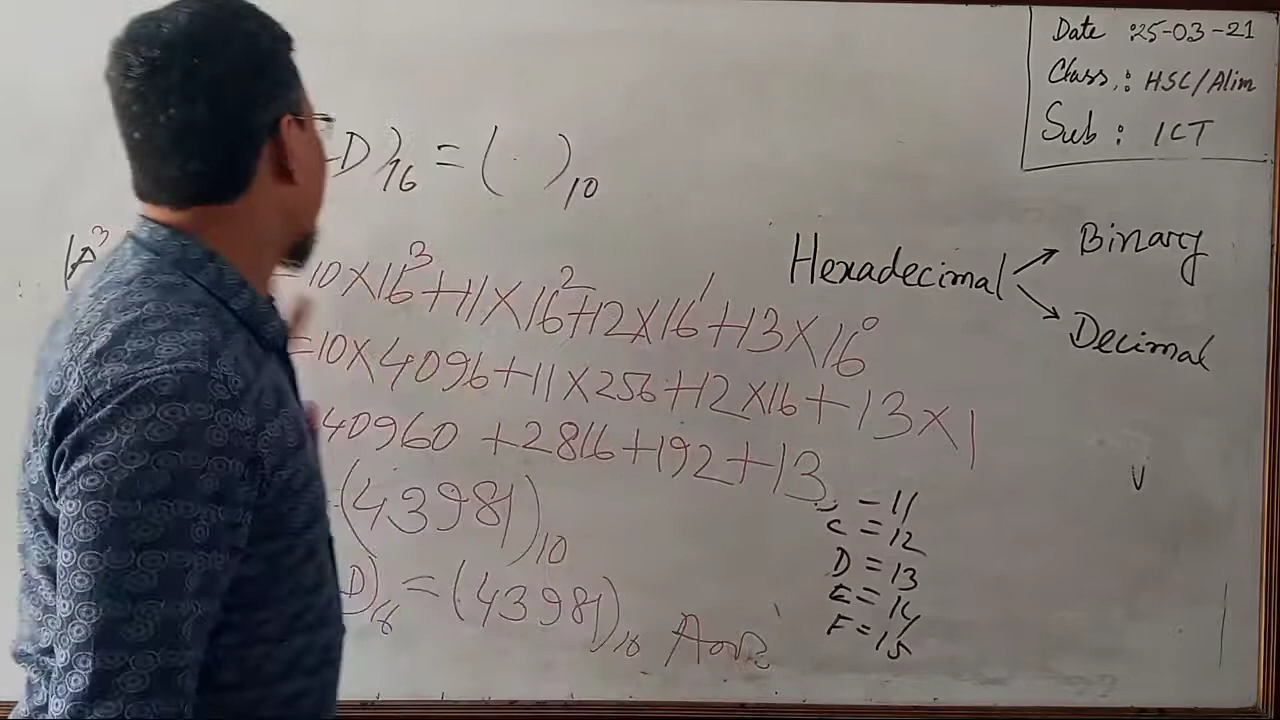 Date :25-03-21
Class : HSC/Alim
Sub : ICT
D)₁₆ = ( . )₁₀
A³
= 10×16³+11×16²+12×16¹+13×16⁰
= 10×4096+11×256+12×16+13×1
40960 +2816+192+13
(43981)₁₀
D)₁₆ = (43981)₁₀ Ans:
Hexadecimal
Binary
Decimal
= 11
C = 12
D = 13
E = 14
F = 15